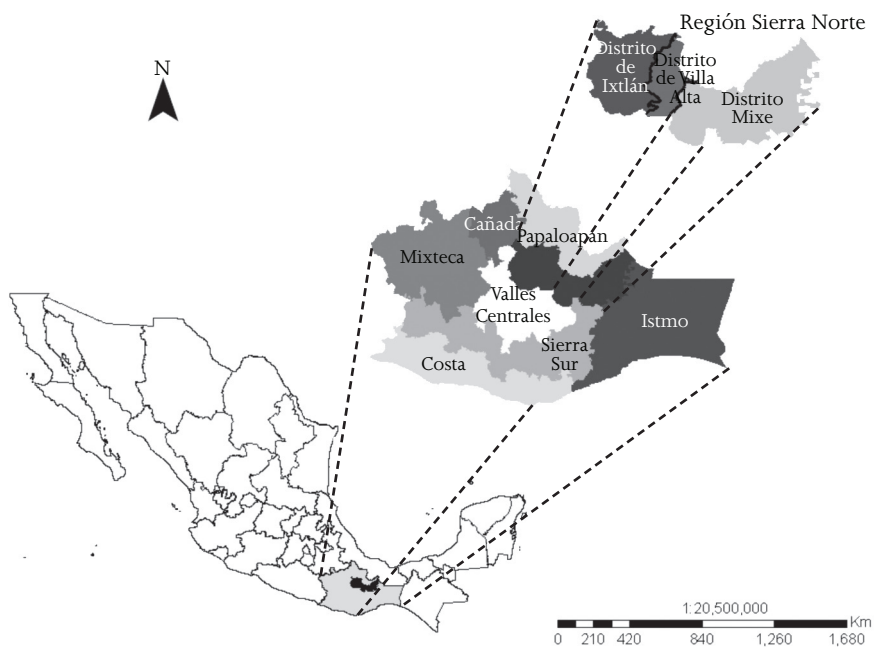 Región Sierra Norte
Distrito
de
Ixtlán
Distrito
de Villa
Alta
Distrito
Mixe
N
Cañada
Papaloapán
Mixteca
Valles
Centrales
Istmo
Sierra
Sur
Costa
1:20,500,000
Km
0 210 420 840 1,260 1,680